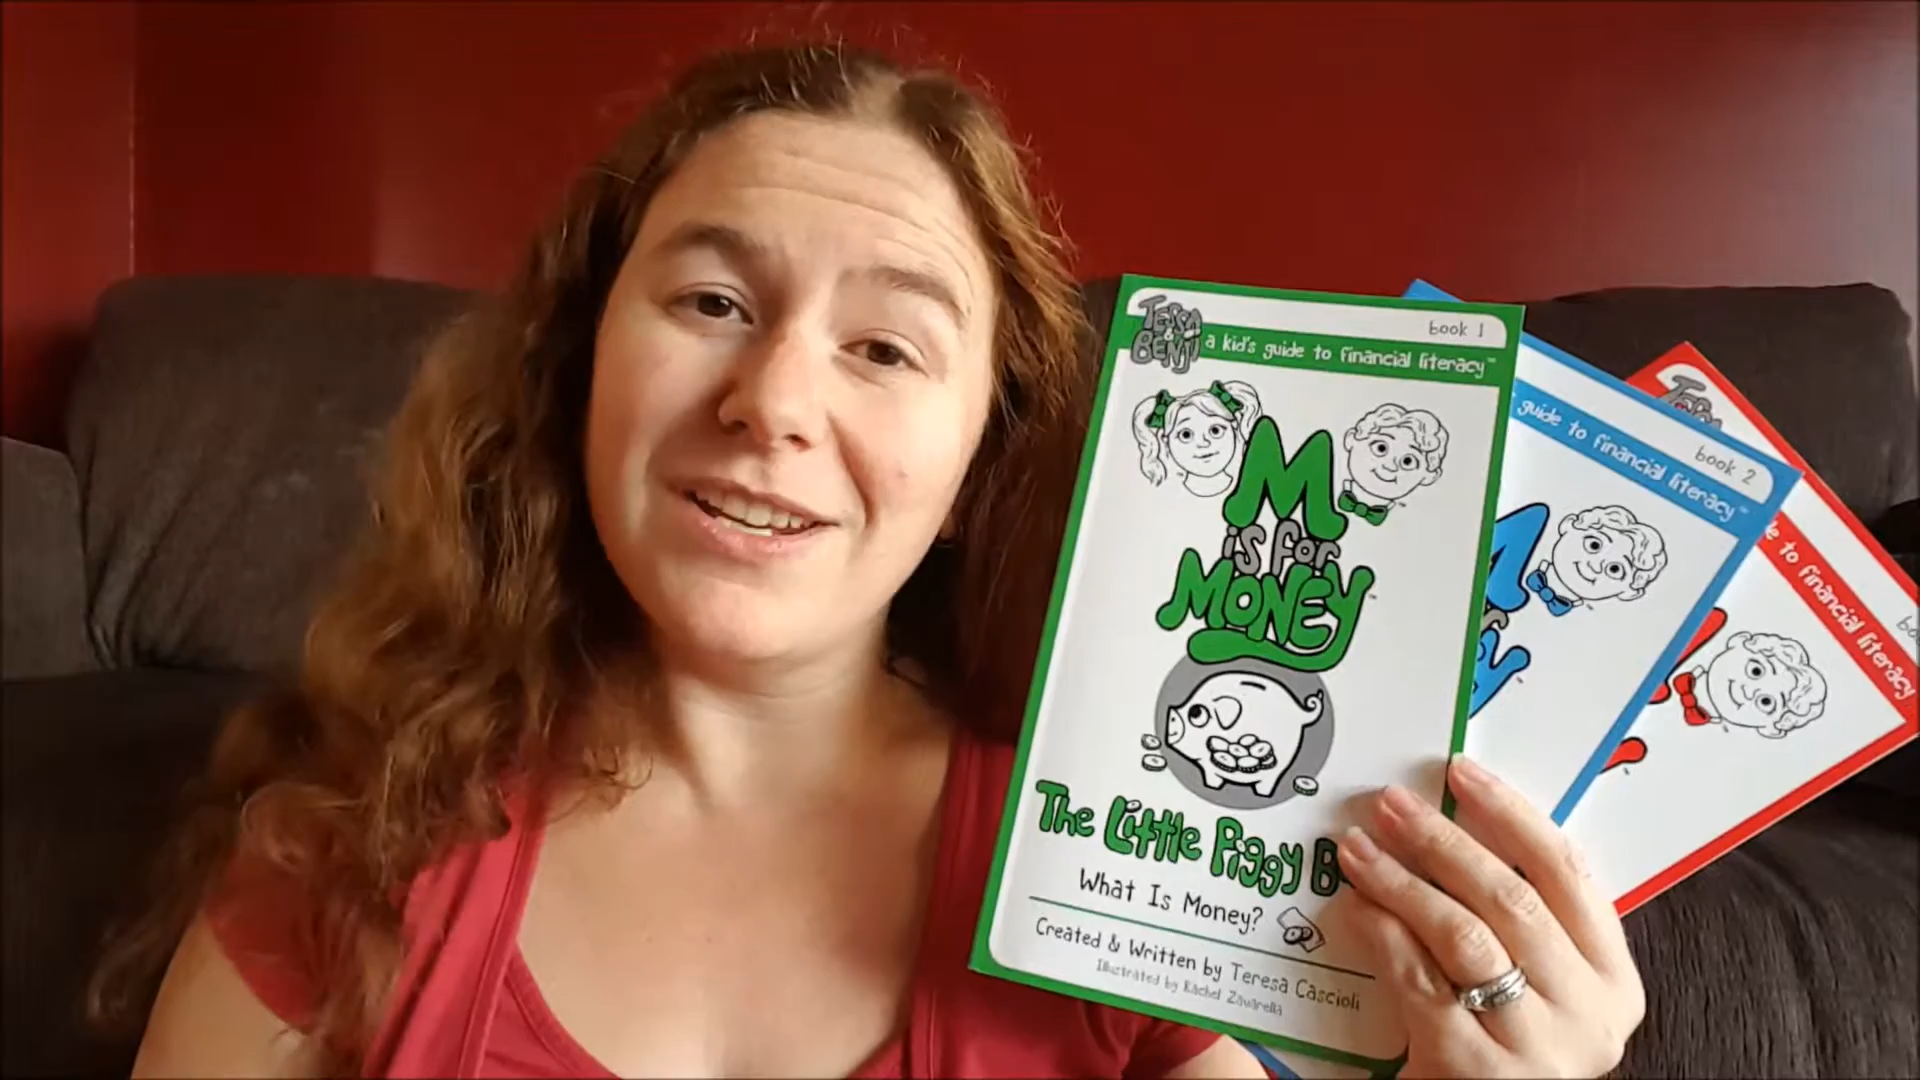 TESSA
&
BENJI
book 1
a kid's guide to financial literacy™
M
is for
MONEY™
The Little Piggy B
What Is Money?
Created & Written by Teresa Cascioli
Illustrated by Rachel Zavarella
book 2
guide to financial literacy™
to financial literacy